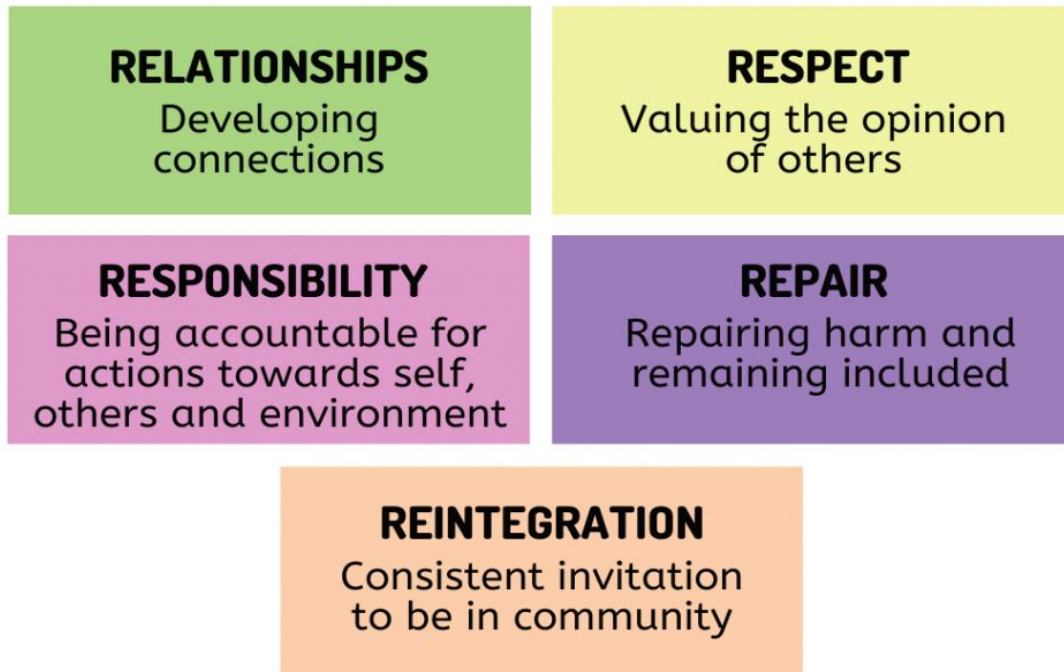 RELATIONSHIPS
Developing
connections
RESPECT
Valuing the opinion
of others
RESPONSIBILITY
Being accountable for
actions towards self,
others and environment
REPAIR
Repairing harm and
remaining included
REINTEGRATION
Consistent invitation
to be in community